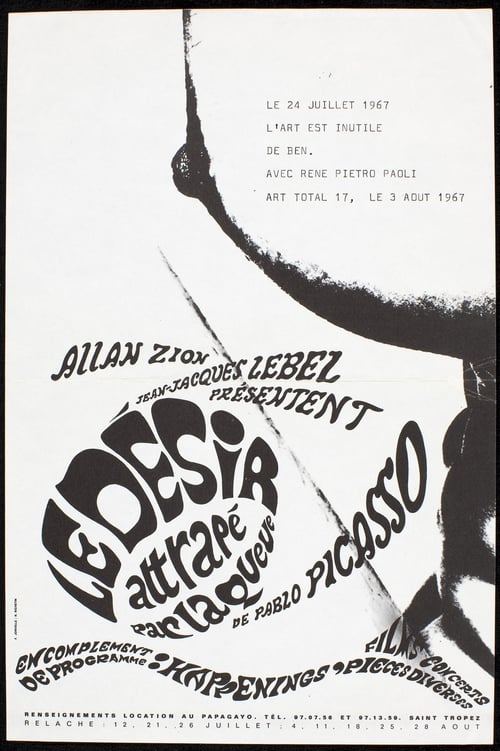 LE 24 JUILLET 1967
L'ART EST INUTILE
DE BEN.
AVEC RENE PIETRO PAOLI
ART TOTAL 17, LE 3 AOUT 1967
ALLAN ZION
JEAN-JACQUES LEBEL
PRÉSENTENT
LE DÉSIR
attrapé
par la queue
DE PABLO PICASSO
EN COMPLEMENT
DE PROGRAMME:
HAPPENINGS, PIECES DIVERSES
FILMS CONCERTS
RENSEIGNEMENTS LOCATION AU PAPAGAYO. TÉL. 97.07.56 ET 97.13.59. SAINT TROPEZ
RELACHE: 12, 21, 26 JUILLET; 4, 11, 18, 25, 28 AOUT